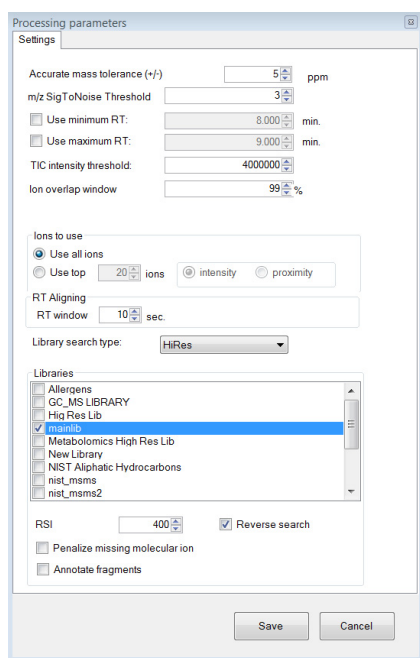 Processing parameters
Settings
Accurate mass tolerance (+/-) 5 ppm
m/z SigToNoise Threshold 3
Use minimum RT: 8.000 min.
Use maximum RT: 9.000 min.
TIC intensity threshold: 4000000
Ion overlap window 99 %
Ions to use
Use all ions
Use top 20 ions intensity proximity
RT Aligning
RT window 10 sec.
Library search type: HiRes
Libraries
Allergens
GC_MS LIBRARY
Hig Res Lib
mainlib
Metabolomics High Res Lib
New Library
NIST Aliphatic Hydrocarbons
nist_msms
nist_msms2
RSI 400 Reverse search
Penalize missing molecular ion
Annotate fragments
Save Cancel